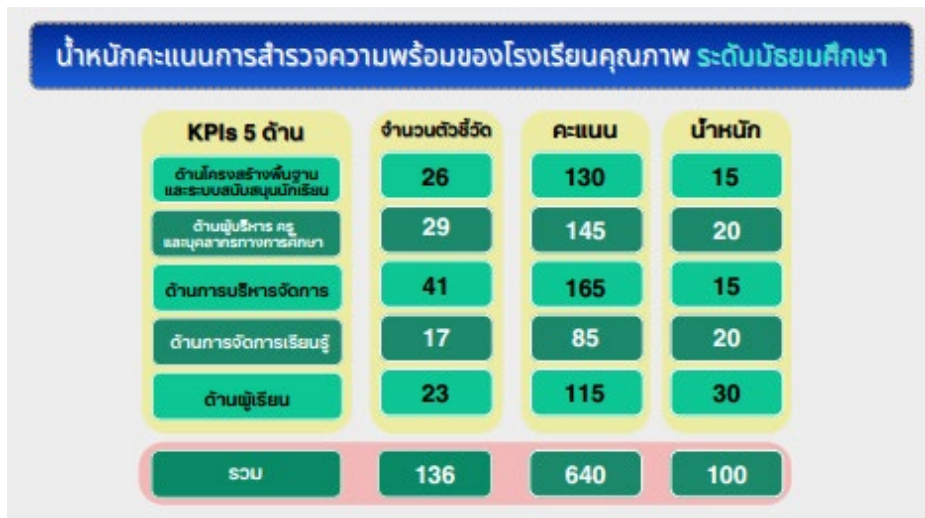 น้ำหนักคะแนนการสำรวจความพร้อมของโรงเรียนคุณภาพ ระดับมัธยมศึกษา
KPIs 5 ด้าน จำนวนตัวชี้วัด คะแนน น้ำหนัก
ด้านโครงสร้างพื้นฐาน
และระบบสนับสนุนนักเรียน 26 130 15
ด้านผู้บริหาร ครู
และบุคลากรทางการศึกษา 29 145 20
ด้านการบริหารจัดการ 41 165 15
ด้านการจัดการเรียนรู้ 17 85 20
ด้านผู้เรียน 23 115 30
รวม 136 640 100